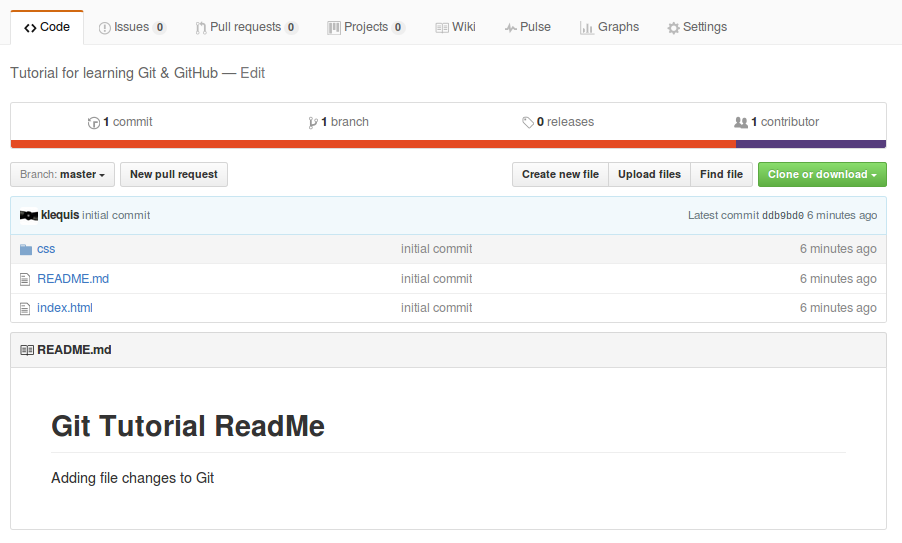 Code Issues 0 Pull requests 0 Projects 0 Wiki Pulse Graphs Settings
Tutorial for learning Git & GitHub — Edit
1 commit 1 branch 0 releases 1 contributor
Branch: master New pull request Create new file Upload files Find file Clone or download
klequis initial commit Latest commit ddb9bd0 6 minutes ago
css initial commit 6 minutes ago
README.md initial commit 6 minutes ago
index.html initial commit 6 minutes ago
README.md
Git Tutorial ReadMe
Adding file changes to Git